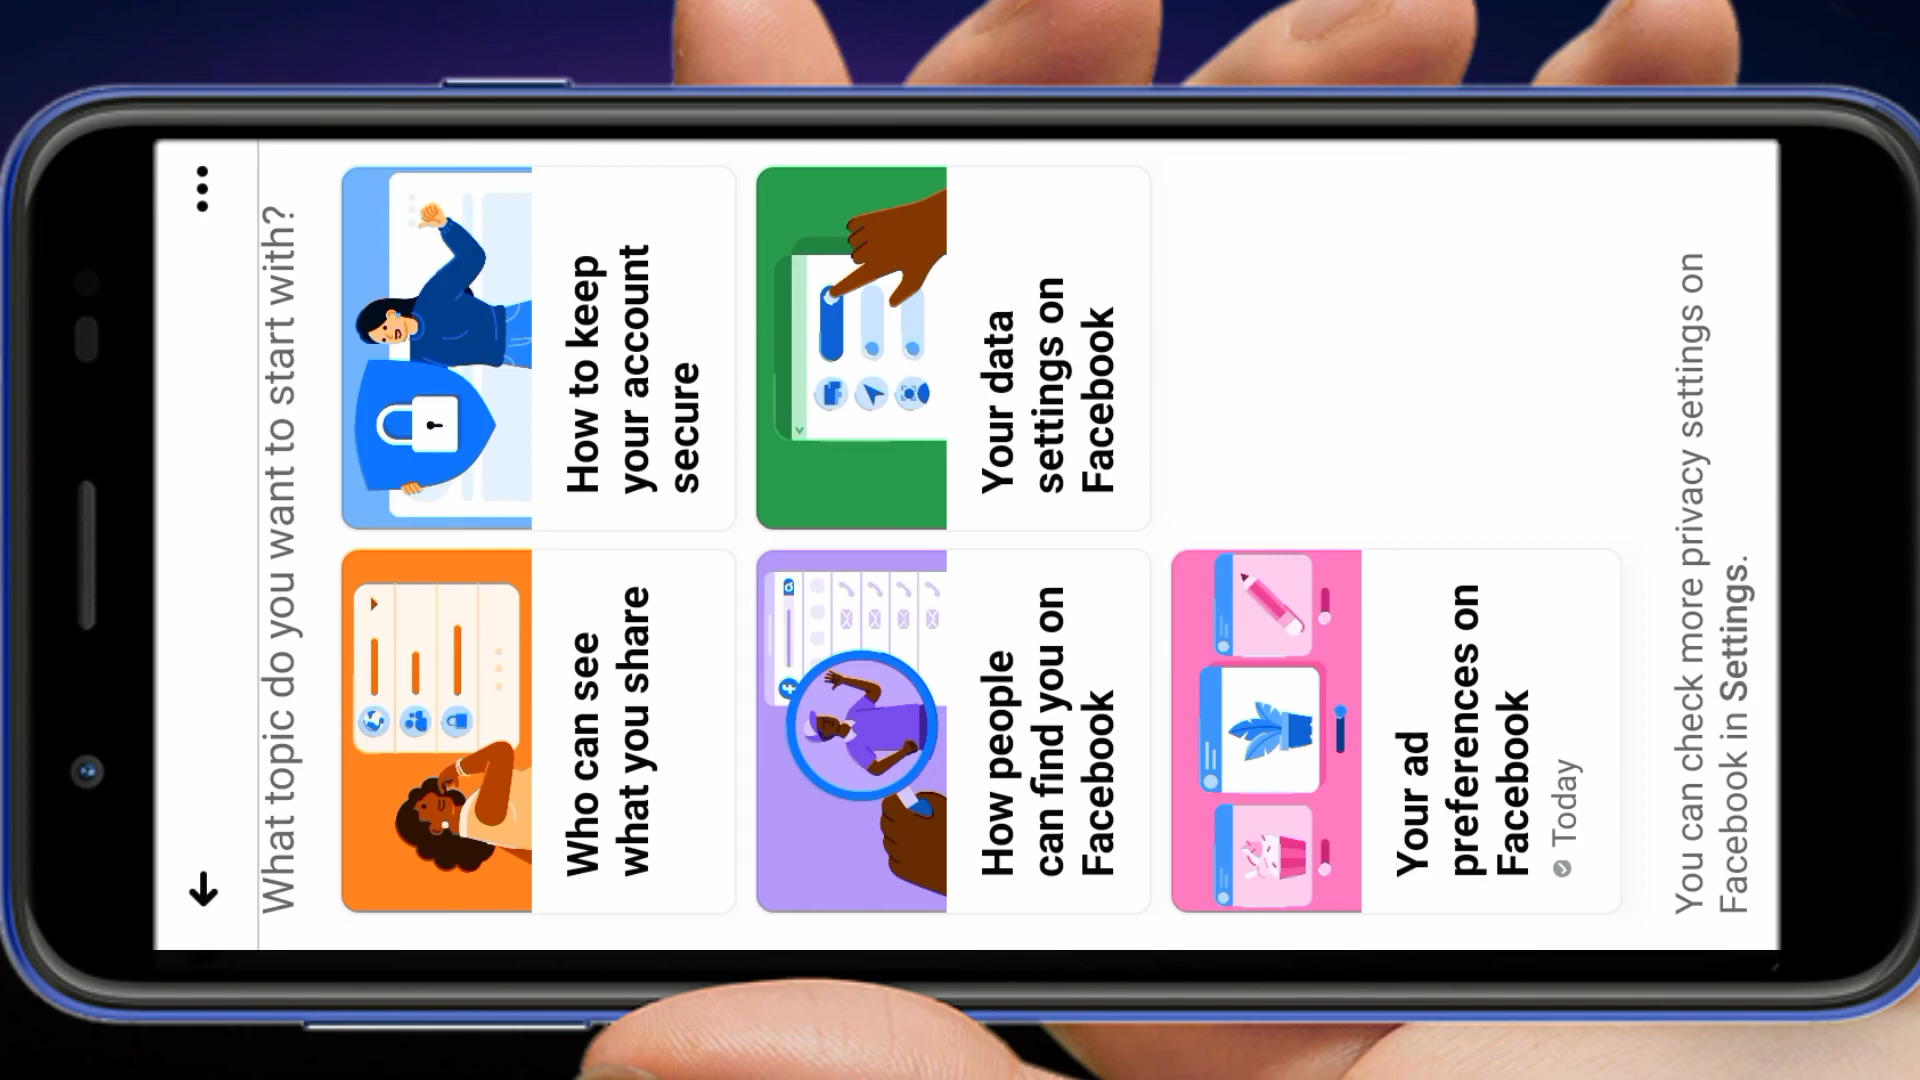 What topic do you want to start with?
Who can see
what you share
How to keep
your account
secure
How people
can find you on
Facebook
Your data
settings on
Facebook
Your ad
preferences on
Facebook
Today
You can check more privacy settings on
Facebook in Settings.